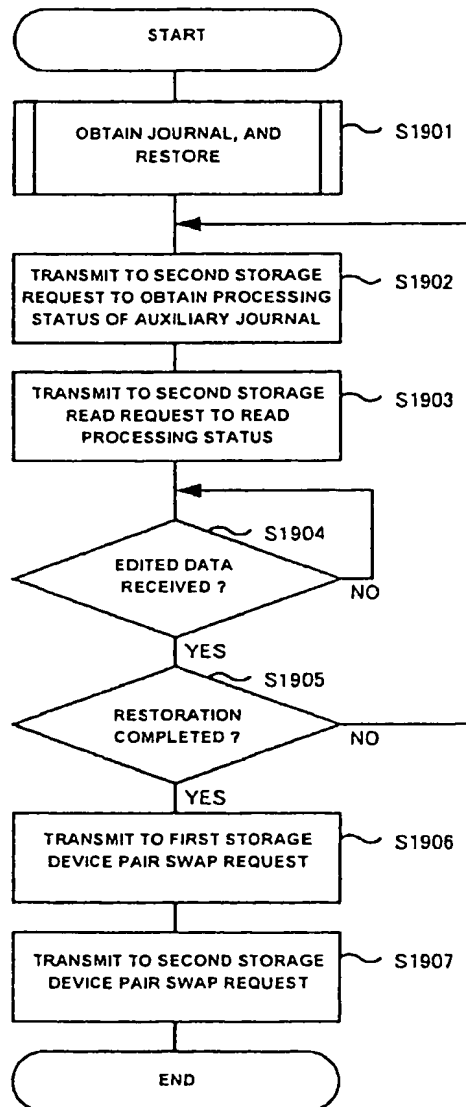 START
OBTAIN JOURNAL, AND
RESTORE
S1901
TRANSMIT TO SECOND STORAGE
REQUEST TO OBTAIN PROCESSING
STATUS OF AUXILIARY JOURNAL
S1902
TRANSMIT TO SECOND STORAGE
READ REQUEST TO READ
PROCESSING STATUS
S1903
S1904
EDITED DATA
RECEIVED ?
NO
YES
S1905
RESTORATION
COMPLETED ?
NO
YES
TRANSMIT TO FIRST STORAGE
DEVICE PAIR SWAP REQUEST
S1906
TRANSMIT TO SECOND STORAGE
DEVICE PAIR SWAP REQUEST
S1907
END